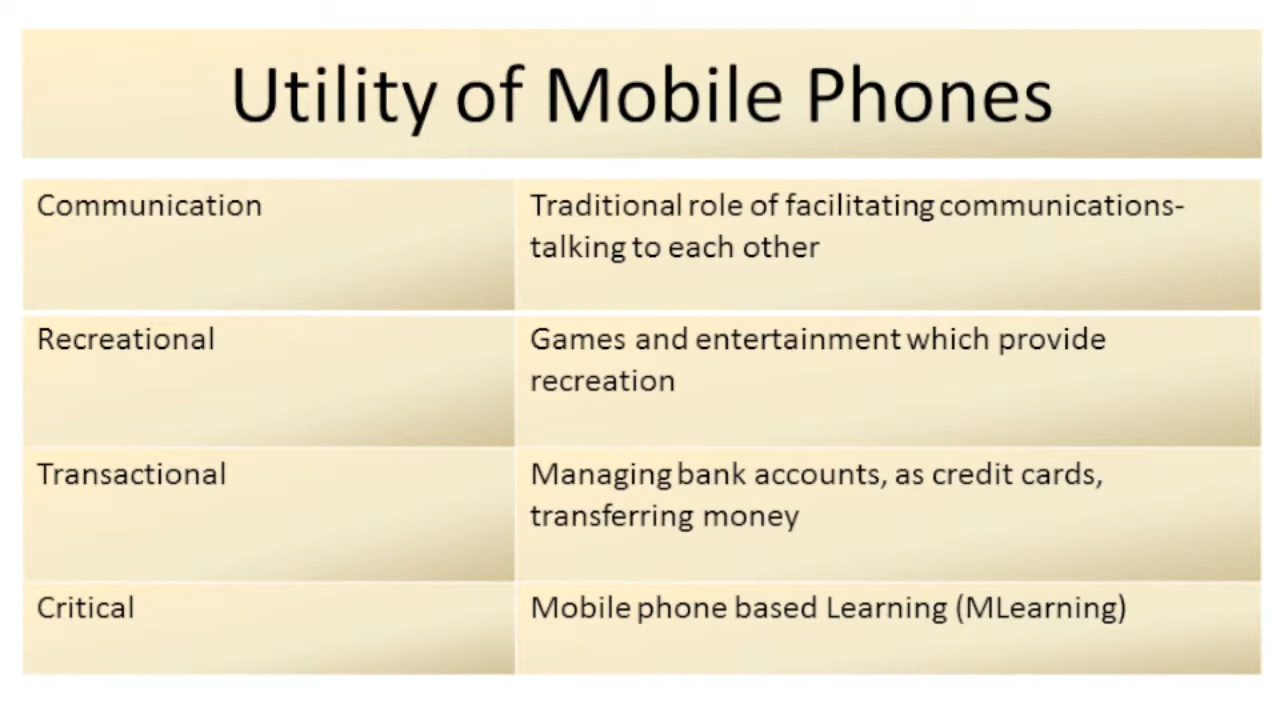 Utility of Mobile Phones
Communication
Traditional role of facilitating communications-
talking to each other
Recreational
Games and entertainment which provide
recreation
Transactional
Managing bank accounts, as credit cards,
transferring money
Critical
Mobile phone based Learning (MLearning)